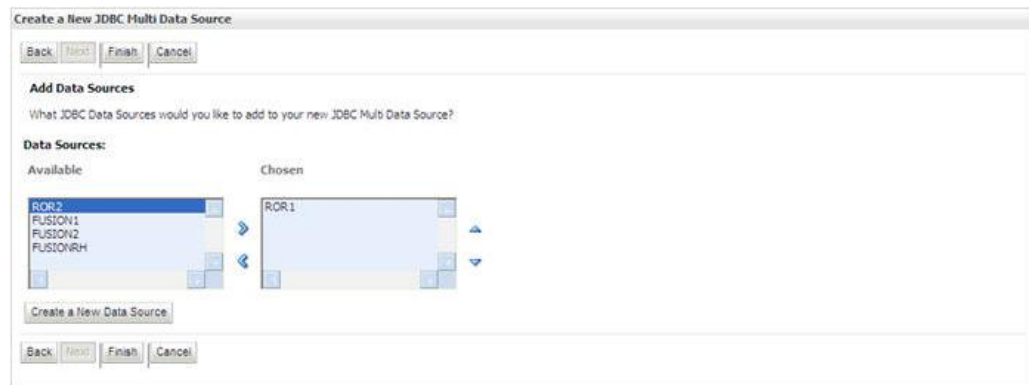 Create a New JDBC Multi Data Source
Back Next Finish Cancel
Add Data Sources
What JDBC Data Sources would you like to add to your new JDBC Multi Data Source?
Data Sources:
Available Chosen
ROR2 ROR1
FUSION1
FUSION2
FUSIONRH
Create a New Data Source
Back Next Finish Cancel